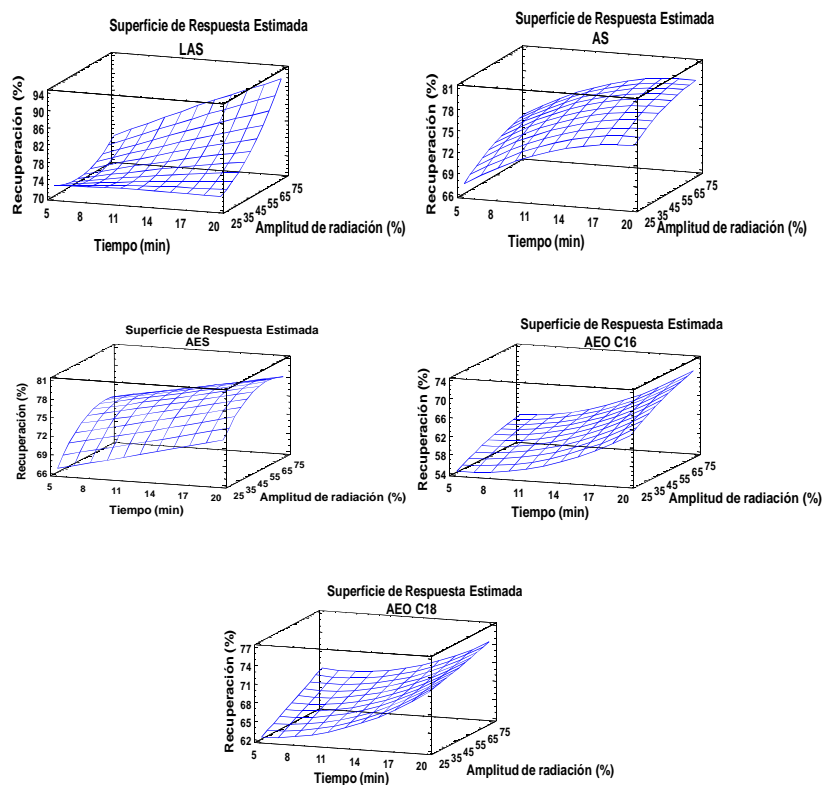 Superficie de Respuesta Estimada
LAS
Recuperación (%)
94
90
86
82
78
74
70
5 8 11 14 17 20
Tiempo (min)
25 35 45 55 65 75
Amplitud de radiación (%)
Superficie de Respuesta Estimada
AS
Recuperación (%)
81
78
75
72
69
66
5 8 11 14 17 20
Tiempo (min)
25 35 45 55 65 75
Amplitud de radiación (%)
Superficie de Respuesta Estimada
AES
Recuperación (%)
81
78
75
72
69
66
5 8 11 14 17 20
Tiempo (min)
25 35 45 55 65 75
Amplitud de radiación (%)
Superficie de Respuesta Estimada
AEO C16
Recuperación (%)
74
70
66
62
58
54
5 8 11 14 17 20
Tiempo (min)
25 35 45 55 65 75
Amplitud de radiación (%)
Superficie de Respuesta Estimada
AEO C18
Recuperación (%)
77
74
71
68
65
62
5 8 11 14 17 20
Tiempo (min)
25 35 45 55 65 75
Amplitud de radiación (%)